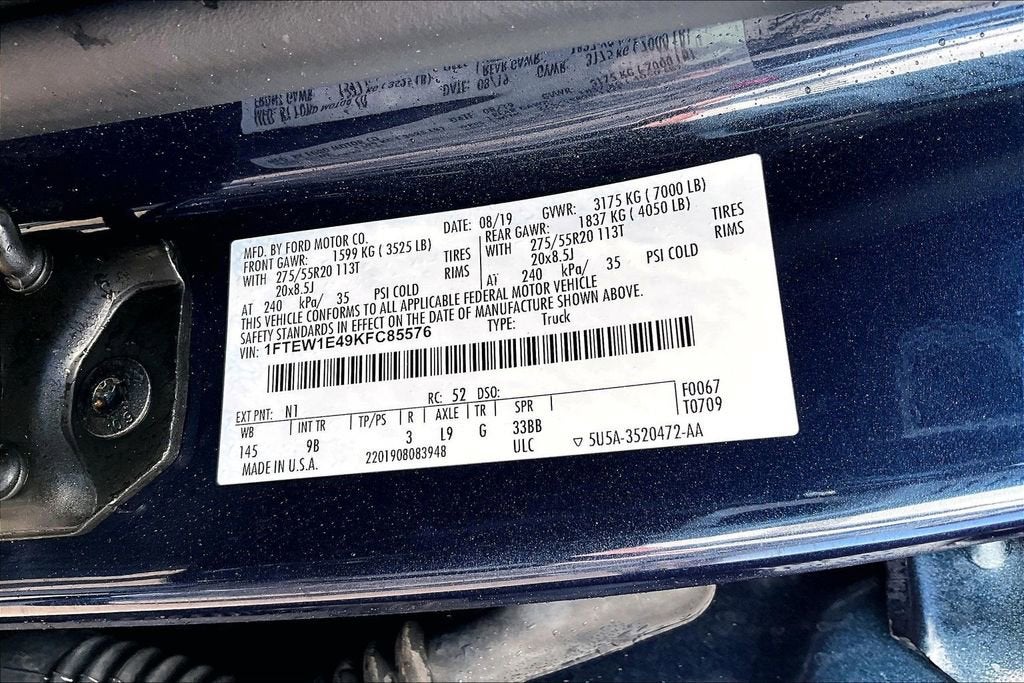 MFD. BY FORD MOTOR CO. DATE: 08/19 GVWR: 3175 KG ( 7000 LB)
FRONT GAWR: 1599 KG ( 3525 LB) REAR GAWR: 1837 KG ( 4050 LB)
WITH 275/55R20 113T TIRES WITH 275/55R20 113T TIRES
20x8.5J RIMS 20x8.5J RIMS
AT 240 kPa/ 35 PSI COLD AT 240 kPa/ 35 PSI COLD
THIS VEHICLE CONFORMS TO ALL APPLICABLE FEDERAL MOTOR VEHICLE
SAFETY STANDARDS IN EFFECT ON THE DATE OF MANUFACTURE SHOWN ABOVE.
VIN: 1FTEW1E49KFC85576 TYPE: Truck
EXT PNT: N1 RC: 52 DSO: F0067
WB INT TR TP/PS R AXLE TR SPR T0709
145 9B 3 L9 G 33BB
MADE IN U.S.A. 2201908083948 ULC ▽ 5U5A-3520472-AA